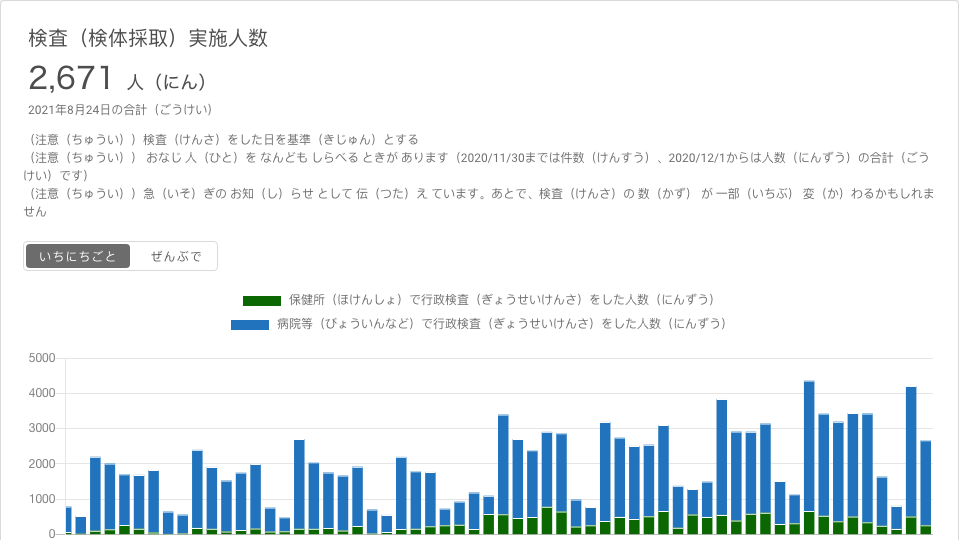 検査（検体採取）実施人数
2,671 人（にん）
2021年8月24日の合計（ごうけい）
（注意（ちゅうい））検査（けんさ）をした日を基準（きじゅん）とする
（注意（ちゅうい）） おなじ 人（ひと）を なんども しらべる ときが あります（2020/11/30までは件数（けんすう）、2020/12/1からは人数（にんずう）の合計（ごう
けい）です）
（注意（ちゅうい））急（いそ）ぎの お知（し）らせ として 伝（つた）え ています。あとで、検査（けんさ）の 数（かず） が 一部（いちぶ） 変（か）わるかもしれま
せん
いちにちごと ぜんぶで
保健所（ほけんしょ）で行政検査（ぎょうせいけんさ）をした人数（にんずう）
病院等（びょういんなど）で行政検査（ぎょうせいけんさ）をした人数（にんずう）
5000
4000
3000
2000
1000
0